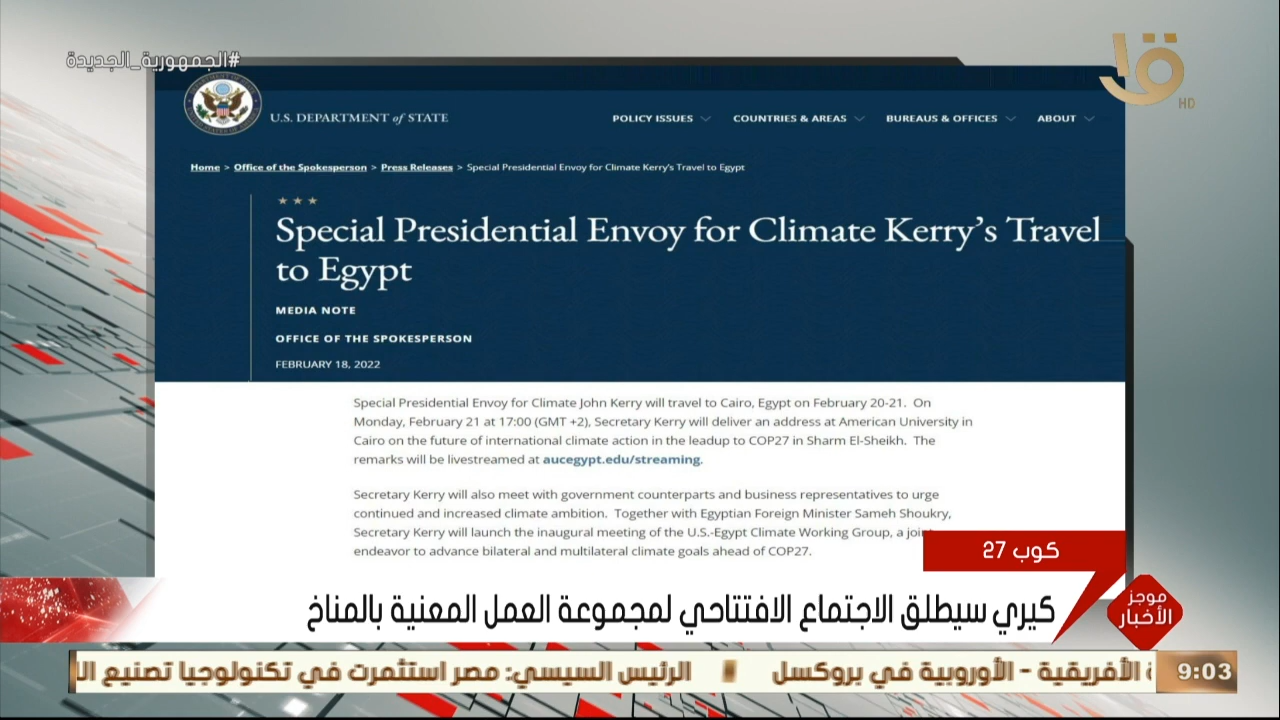 #الجمهورية_الجديدة
HD
U.S. DEPARTMENT of STATE
POLICY ISSUES COUNTRIES & AREAS BUREAUS & OFFICES ABOUT
Home > Office of the Spokesperson > Press Releases > Special Presidential Envoy for Climate Kerry's Travel to Egypt
Special Presidential Envoy for Climate Kerry's Travel
to Egypt
MEDIA NOTE
OFFICE OF THE SPOKESPERSON
FEBRUARY 18, 2022
Special Presidential Envoy for Climate John Kerry will travel to Cairo, Egypt on February 20-21. On
Monday, February 21 at 17:00 (GMT +2), Secretary Kerry will deliver an address at American University in
Cairo on the future of international climate action in the leadup to COP27 in Sharm El-Sheikh. The
remarks will be livestreamed at aucegypt.edu/streaming.
Secretary Kerry will also meet with government counterparts and business representatives to urge
continued and increased climate ambition. Together with Egyptian Foreign Minister Sameh Shoukry,
Secretary Kerry will launch the inaugural meeting of the U.S.-Egypt Climate Working Group, a
endeavor to advance bilateral and multilateral climate goals ahead of COP27.
كوب 27
كيري سيطلق الاجتماع الافتتاحي لمجموعة العمل المعنية بالمناخ
موجز
الأخبار
الأفريقية - الأوروبية في بروكسل الرئيس السيسي: مصر استثمرت في تكنولوجيا تصنيع
9:03